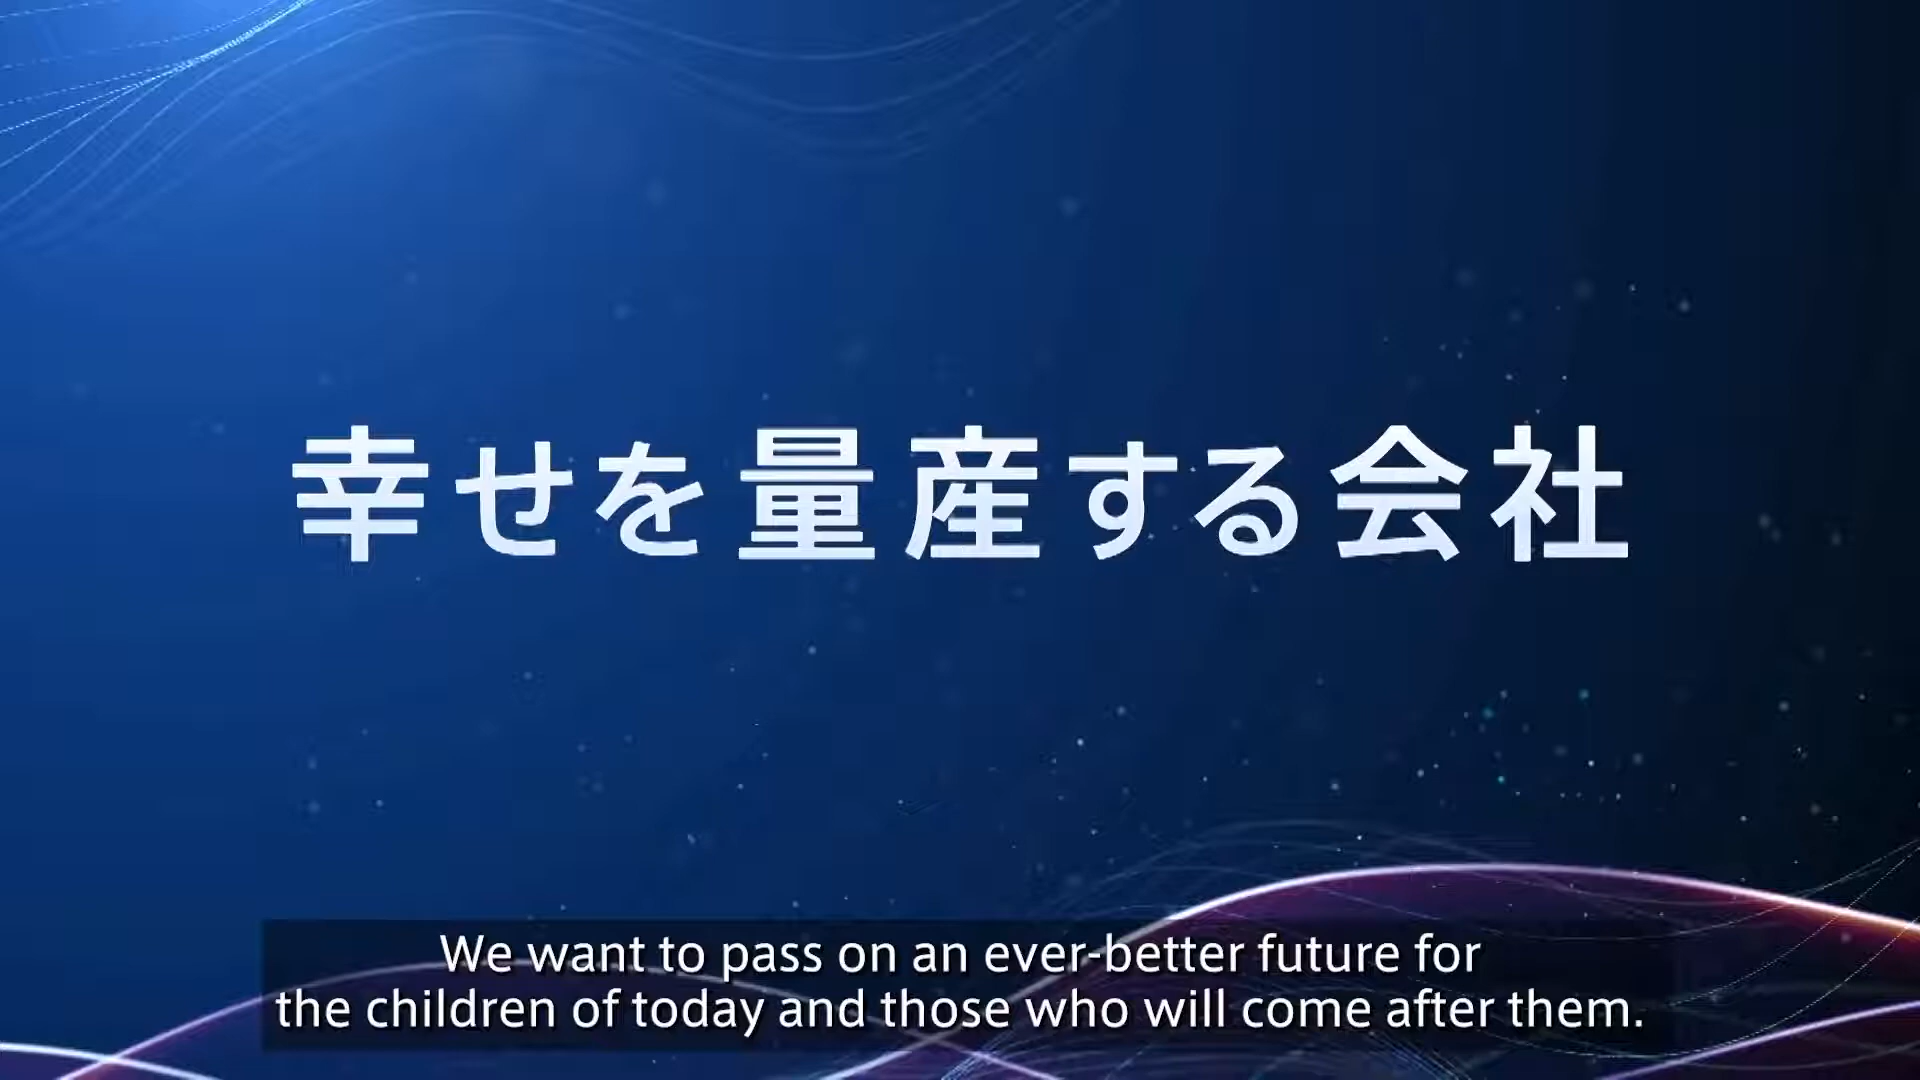 幸せを量産する会社
We want to pass on an ever-better future for
the children of today and those who will come after them.